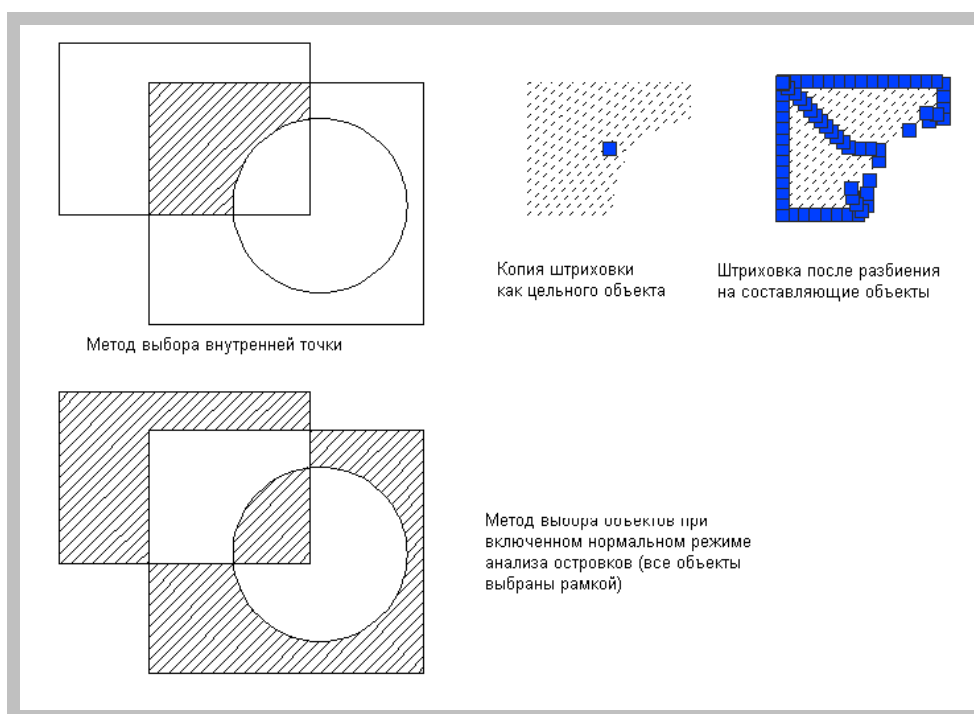 Копия штриховки
как цельного объекта
Штриховка после разбиения
на составляющие объекты
Метод выбора внутренней точки
Метод выбора объектов при
включенном нормальном режиме
анализа островков (все объекты
выбраны рамкой)